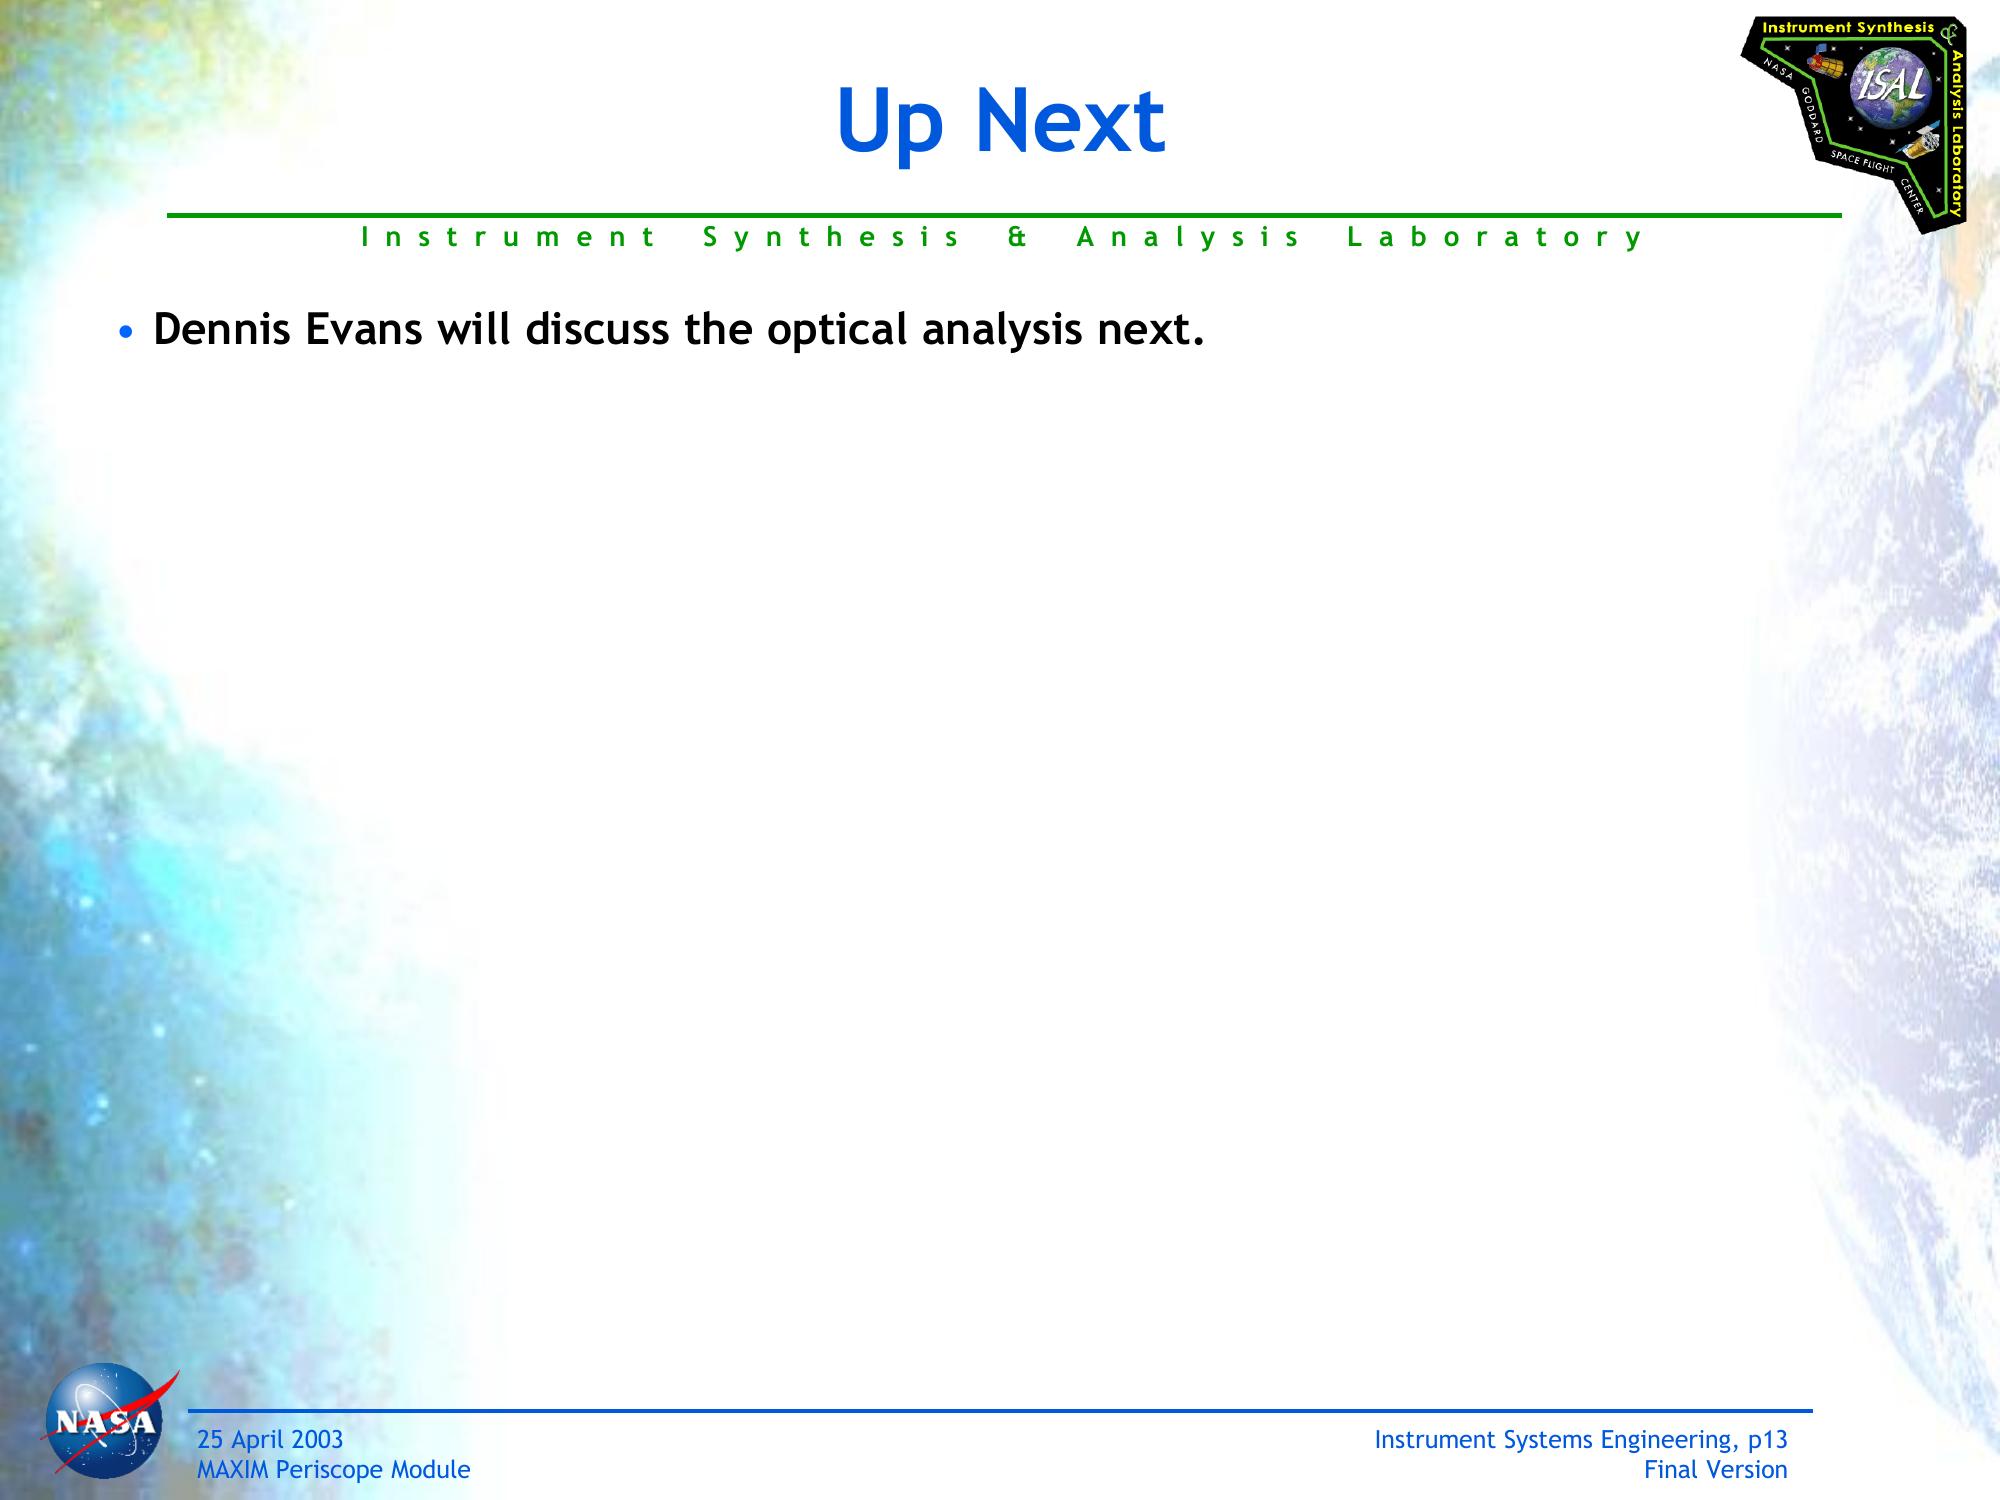 Instrument Synthesis &
Analysis Laboratory
NASA GODDARD SPACE FLIGHT CENTER
ISAL
Up Next
Instrument Synthesis & Analysis Laboratory
• Dennis Evans will discuss the optical analysis next.
NASA
25 April 2003
MAXIM Periscope Module
Instrument Systems Engineering, p13
Final Version